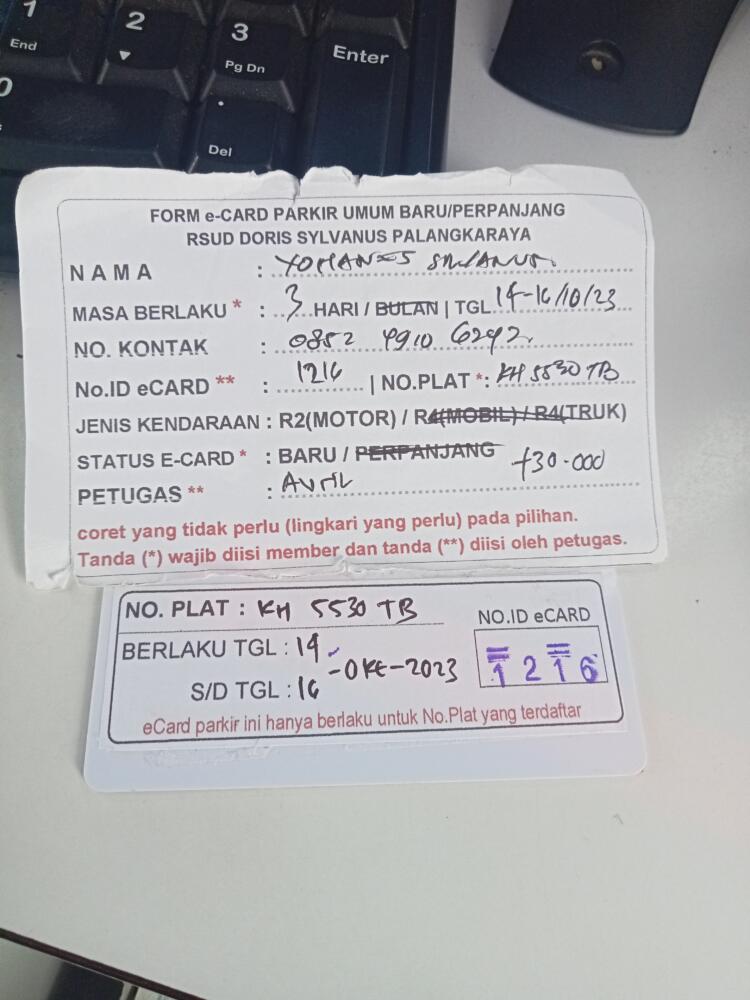 1
End
2
3
Pg Dn
Enter
0
.
Del
FORM e-CARD PARKIR UMUM BARU/PERPANJANG
RSUD DORIS SYLVANUS PALANGKARAYA
NAMA : YOHANES SILVANUS
MASA BERLAKU * : 3 HARI / BULAN | TGL 14-16/10/23
NO. KONTAK : 0852 4910 6292
No.ID eCARD ** : 1216 | NO.PLAT *: KH 5530 TB
JENIS KENDARAAN : R2(MOTOR) / R4(MOBIL) / R4(TRUK)
STATUS E-CARD * : BARU / PERPANJANG 30.000
PETUGAS ** : AVRIL
coret yang tidak perlu (lingkari yang perlu) pada pilihan.
Tanda (*) wajib diisi member dan tanda (**) diisi oleh petugas.
NO. PLAT : KH 5530 TB
NO.ID eCARD
BERLAKU TGL : 14
1216
S/D TGL : 16 -OKT-2023
eCard parkir ini hanya berlaku untuk No.Plat yang terdaftar